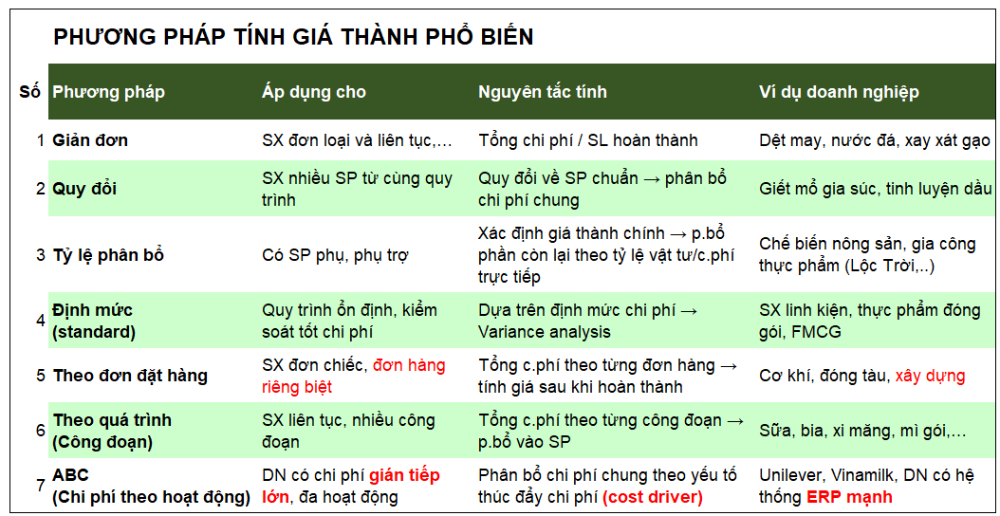 PHƯƠNG PHÁP TÍNH GIÁ THÀNH PHỔ BIẾN
Số Phương pháp Áp dụng cho Nguyên tắc tính Ví dụ doanh nghiệp
1 Giản đơn SX đơn loại và liên tục,… Tổng chi phí / SL hoàn thành Dệt may, nước đá, xay xát gạo
2 Quy đổi SX nhiều SP từ cùng quy trình Quy đổi về SP chuẩn → phân bổ chi phí chung Giết mổ gia súc, tinh luyện dầu
3 Tỷ lệ phân bổ Có SP phụ, phụ trợ Xác định giá thành chính → p.bổ phần còn lại theo tỷ lệ vật tư/c.phí trực tiếp Chế biến nông sản, gia công thực phẩm (Lộc Trời,..)
4 Định mức (standard) Quy trình ổn định, kiểm soát tốt chi phí Dựa trên định mức chi phí → Variance analysis SX linh kiện, thực phẩm đóng gói, FMCG
5 Theo đơn đặt hàng SX đơn chiếc, đơn hàng riêng biệt Tổng c.phí theo từng đơn hàng → tính giá sau khi hoàn thành Cơ khí, đóng tàu, xây dựng
6 Theo quá trình (Công đoạn) SX liên tục, nhiều công đoạn Tổng c.phí theo từng công đoạn → p.bổ vào SP Sữa, bia, xi măng, mì gói,…
7 ABC (Chi phí theo hoạt động) DN có chi phí gián tiếp lớn, đa hoạt động Phân bổ chi phí chung theo yếu tố thúc đẩy chi phí (cost driver) Unilever, Vinamilk, DN có hệ thống ERP mạnh